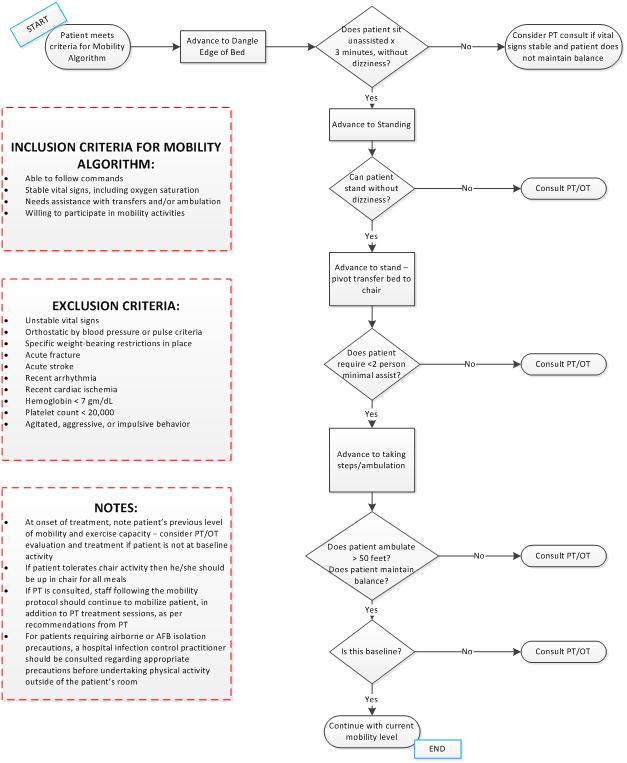 START
Patient meets
criteria for Mobility
Algorithm
Advance to Dangle
Edge of Bed
Does patient sit
unassisted x
3 minutes, without
dizziness?
No
Consider PT consult if vital
signs stable and patient does
not maintain balance
Yes
Advance to Standing
Can patient
stand without
dizziness?
No
Consult PT/OT
Yes
Advance to stand –
pivot transfer bed to
chair
Does patient
require <2 person
minimal assist?
No
Consult PT/OT
Yes
Advance to taking
steps/ambulation
Does patient ambulate
> 50 feet?
Does patient maintain
balance?
No
Consult PT/OT
Yes
Is this baseline?
No
Consult PT/OT
Yes
Continue with current
mobility level
END
INCLUSION CRITERIA FOR MOBILITY
ALGORITHM:
• Able to follow commands
• Stable vital signs, including oxygen saturation
• Needs assistance with transfers and/or ambulation
• Willing to participate in mobility activities
EXCLUSION CRITERIA:
• Unstable vital signs
• Orthostatic by blood pressure or pulse criteria
• Specific weight-bearing restrictions in place
• Acute fracture
• Acute stroke
• Recent arrhythmia
• Recent cardiac ischemia
• Hemoglobin < 7 gm/dL
• Platelet count < 20,000
• Agitated, aggressive, or impulsive behavior
NOTES:
• At onset of treatment, note patient’s previous level
of mobility and exercise capacity – consider PT/OT
evaluation and treatment if patient is not at baseline
activity
• If patient tolerates chair activity then he/she should
be up in chair for all meals
• If PT is consulted, staff following the mobility
protocol should continue to mobilize patient, in
addition to PT treatment sessions, as per
recommendations from PT
• For patients requiring airborne or AFB isolation
precautions, a hospital infection control practitioner
should be consulted regarding appropriate
precautions before undertaking physical activity
outside of the patient’s room